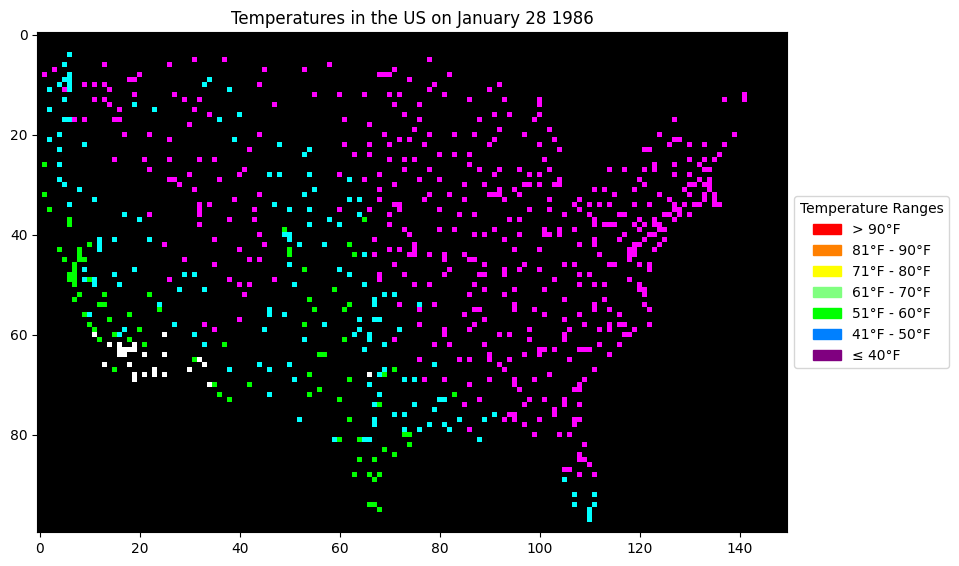 Temperatures in the US on January 28 1986
0
20
40
60
80
0 20 40 60 80 100 120 140
Temperature Ranges
> 90°F
81°F - 90°F
71°F - 80°F
61°F - 70°F
51°F - 60°F
41°F - 50°F
≤ 40°F